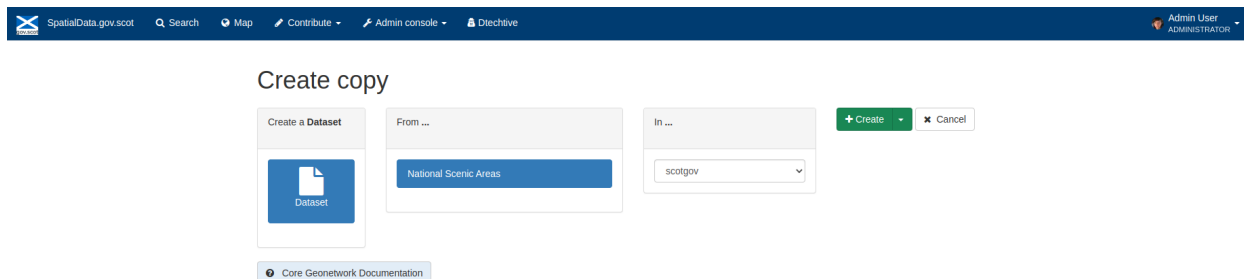 gov.scot
SpatialData.gov.scot Search Map Contribute Admin console Dtechtive Admin User
ADMINISTRATOR
Create copy
Create a Dataset From ... In ... Create Cancel
National Scenic Areas scotgov
Dataset
Core Geonetwork Documentation